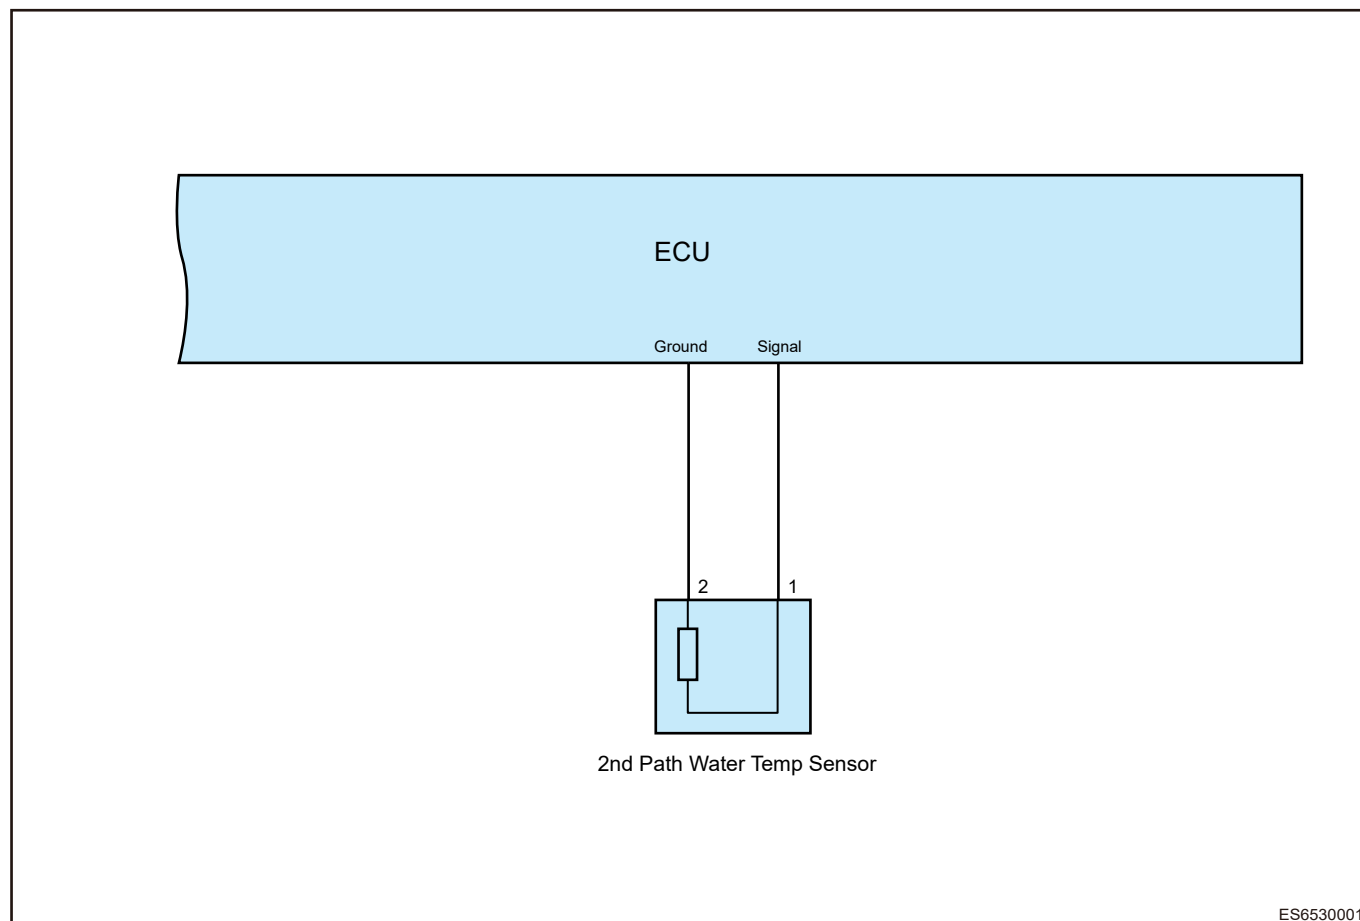 ECU
Ground Signal
2 1
2nd Path Water Temp Sensor
ES6530001